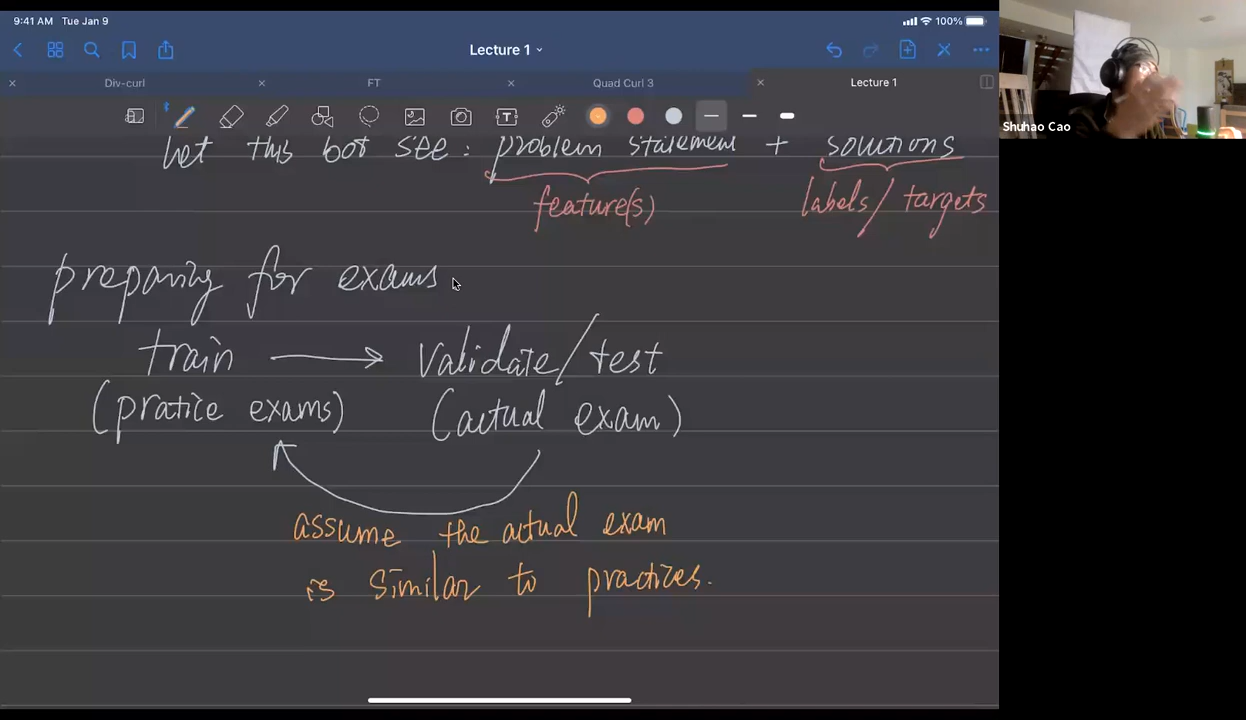 9:41 AM Tue Jan 9
100%
Lecture 1
Div-curl
FT
Quad Curl 3
Lecture 1
Let this bot see: problem statement + solutions
feature(s)
labels/targets
preparing for exams
train → validate/test
(pratice exams) (actual exam)
assume the actual exam
is similar to practices.
Shuhao Cao